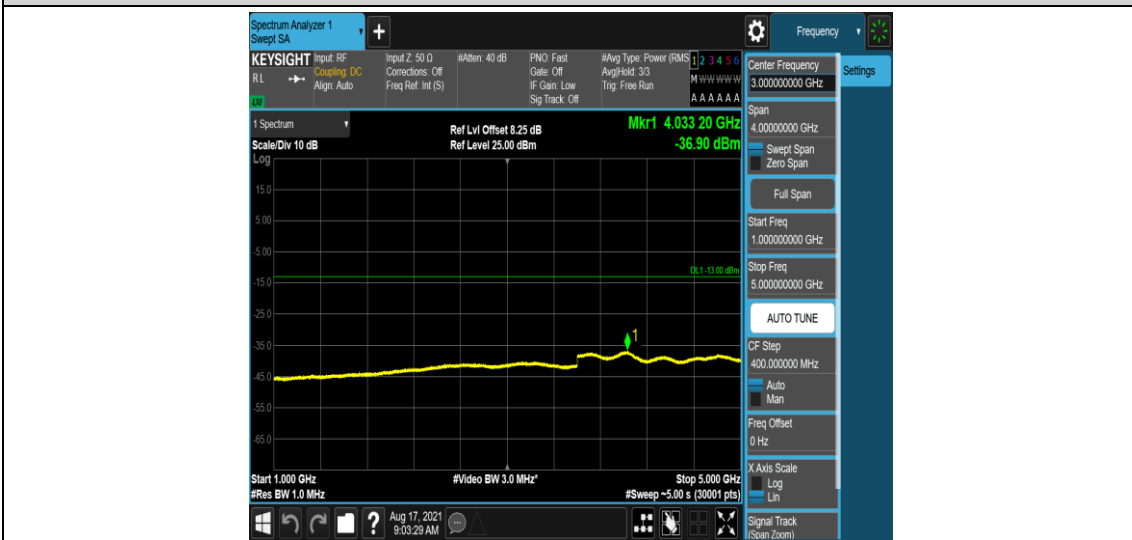 Spectrum Analyzer 1
Swept SA
+
Frequency
KEYSIGHT
RL
LXI
Input: RF
Coupling: DC
Align: Auto
Input Z: 50 Ω
Corrections: Off
Freq Ref: Int (S)
#Atten: 40 dB
PNO: Fast
Gate: Off
IF Gain: Low
Sig Track: Off
#Avg Type: Power (RMS
Avg|Hold: 3/3
Trig: Free Run
1 2 3 4 5 6
M W W W W W
A A A A A A
Center Frequency
3.000000000 GHz
Settings
Span
4.00000000 GHz
Swept Span
Zero Span
Full Span
Start Freq
1.000000000 GHz
Stop Freq
5.000000000 GHz
AUTO TUNE
CF Step
400.000000 MHz
Auto
Man
Freq Offset
0 Hz
X Axis Scale
Log
Lin
Signal Track
(Span Zoom)
1 Spectrum
Scale/Div 10 dB
Log
Ref Lvl Offset 8.25 dB
Ref Level 25.00 dBm
Mkr1 4.033 20 GHz
-36.90 dBm
15.0
5.00
-5.00
-15.0
-25.0
-35.0
-45.0
-55.0
-65.0
DL1 -13.00 dBm
1
Start 1.000 GHz
#Res BW 1.0 MHz
#Video BW 3.0 MHz*
Stop 5.000 GHz
#Sweep ~5.00 s (30001 pts)
?
Aug 17, 2021
9:03:29 AM